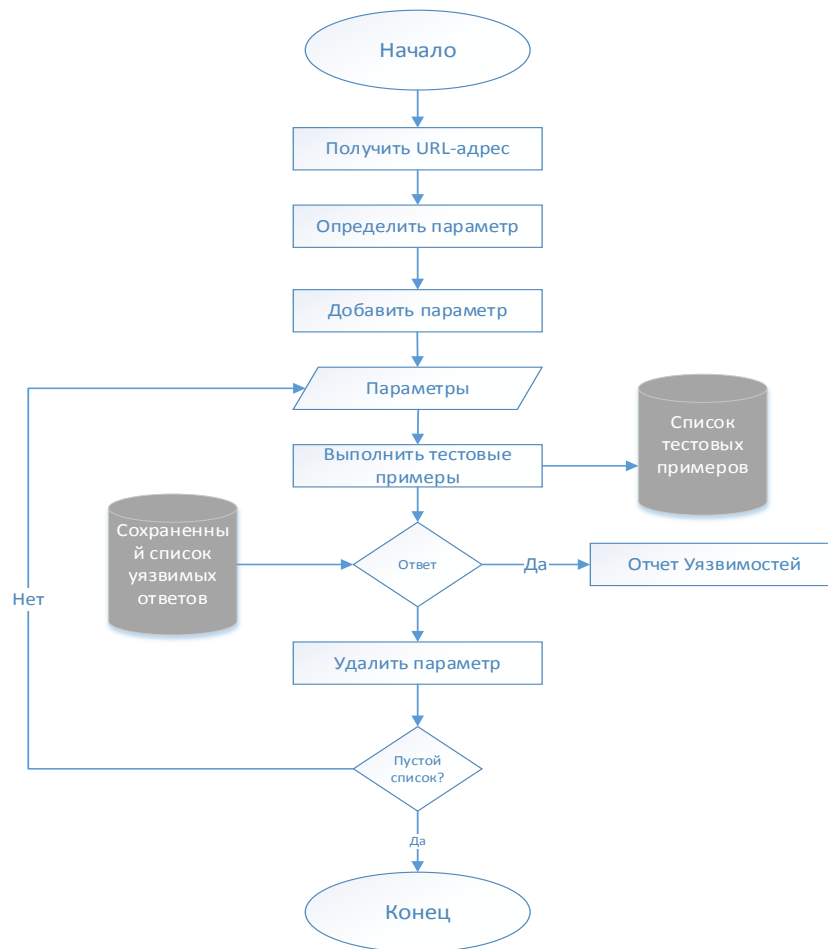 Начало
Получить URL-адрес
Определить параметр
Добавить параметр
Параметры
Список
тестовых
примеров
Выполнить тестовые
примеры
Сохраненны
й список
уязвимых
ответов
Ответ
Да
Отчет Уязвимостей
Нет
Удалить параметр
Пустой
список?
Да
Конец